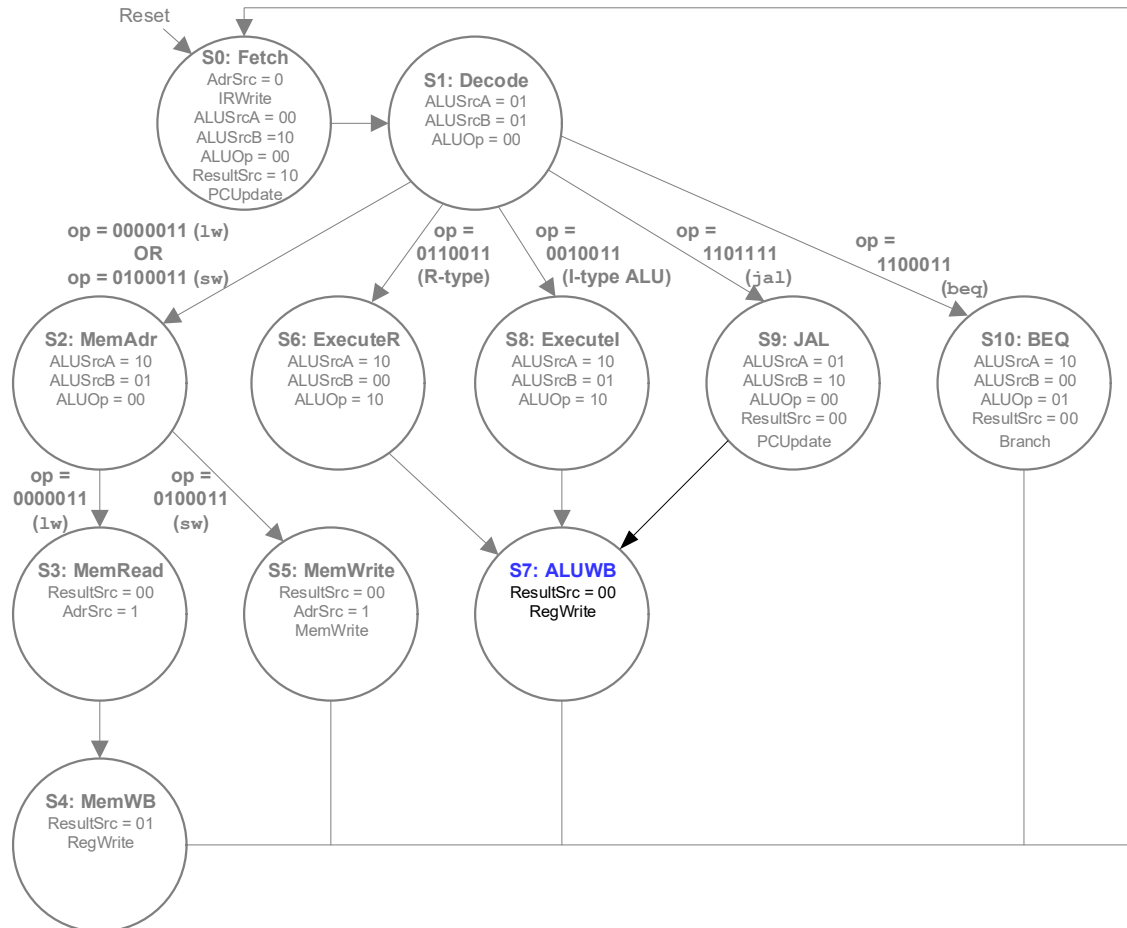 Reset
S0: Fetch
AdrSrc = 0
IRWrite
ALUSrcA = 00
ALUSrcB =10
ALUOp = 00
ResultSrc = 10
PCUpdate
S1: Decode
ALUSrcA = 01
ALUSrcB = 01
ALUOp = 00
op = 0000011 (lw)
OR
op = 0100011 (sw)
op =
0110011
(R-type)
op =
0010011
(I-type ALU)
op =
1101111
(jal)
op =
1100011
(beq)
S2: MemAdr
ALUSrcA = 10
ALUSrcB = 01
ALUOp = 00
S6: ExecuteR
ALUSrcA = 10
ALUSrcB = 00
ALUOp = 10
S8: ExecuteI
ALUSrcA = 10
ALUSrcB = 01
ALUOp = 10
S9: JAL
ALUSrcA = 01
ALUSrcB = 10
ALUOp = 00
ResultSrc = 00
PCUpdate
S10: BEQ
ALUSrcA = 10
ALUSrcB = 00
ALUOp = 01
ResultSrc = 00
Branch
op =
0000011
(lw)
op =
0100011
(sw)
S3: MemRead
ResultSrc = 00
AdrSrc = 1
S5: MemWrite
ResultSrc = 00
AdrSrc = 1
MemWrite
S7: ALUWB
ResultSrc = 00
RegWrite
S4: MemWB
ResultSrc = 01
RegWrite